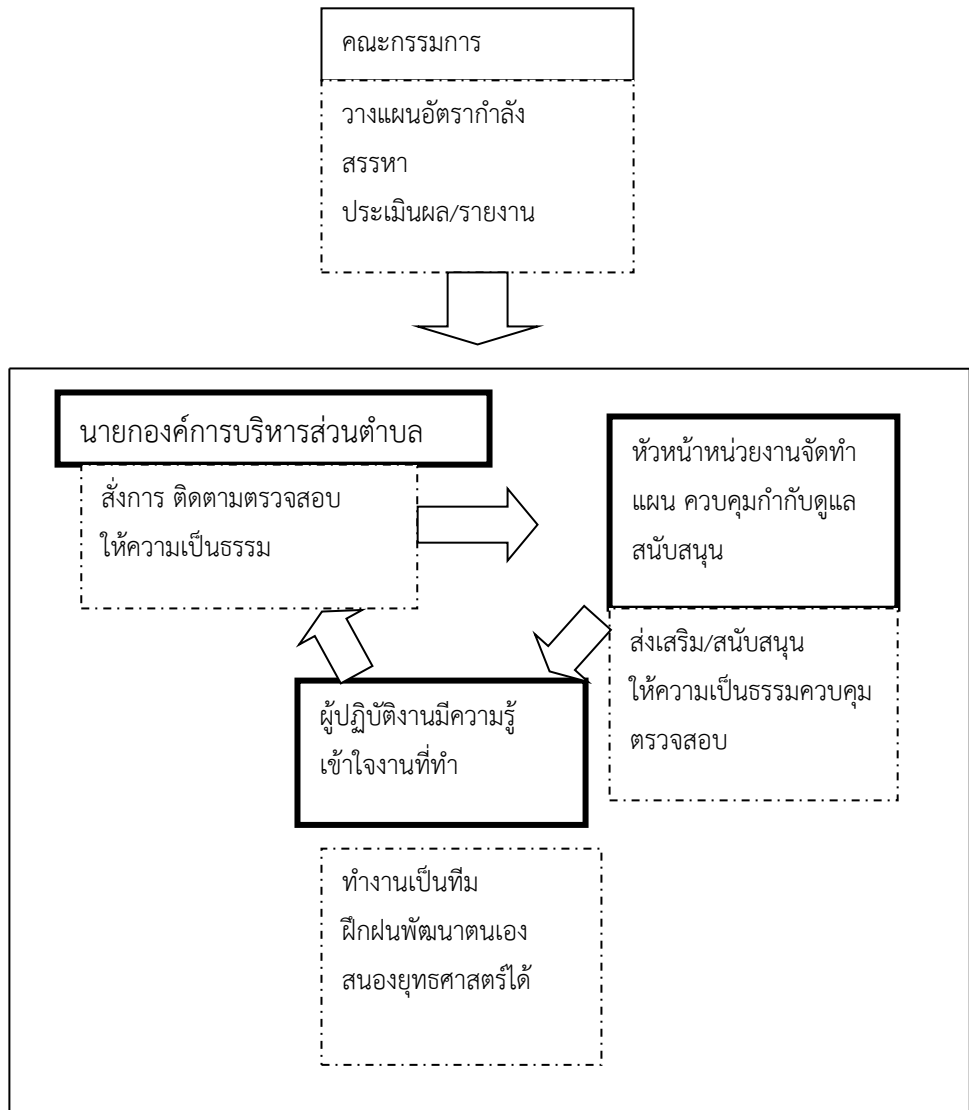 คณะกรรมการ
วางแผนอัตรากำลัง
สรรหา
ประเมินผล/รายงาน
นายกองค์การบริหารส่วนตำบล
สั่งการ ติดตามตรวจสอบ
ให้ความเป็นธรรม
หัวหน้าหน่วยงานจัดทำ
แผน ควบคุมกำกับดูแล
สนับสนุน
ส่งเสริม/สนับสนุน
ให้ความเป็นธรรมควบคุม
ตรวจสอบ
ผู้ปฏิบัติงานมีความรู้
เข้าใจงานที่ทำ
ทำงานเป็นทีม
ฝึกฝนพัฒนาตนเอง
สนองยุทธศาสตร์ได้